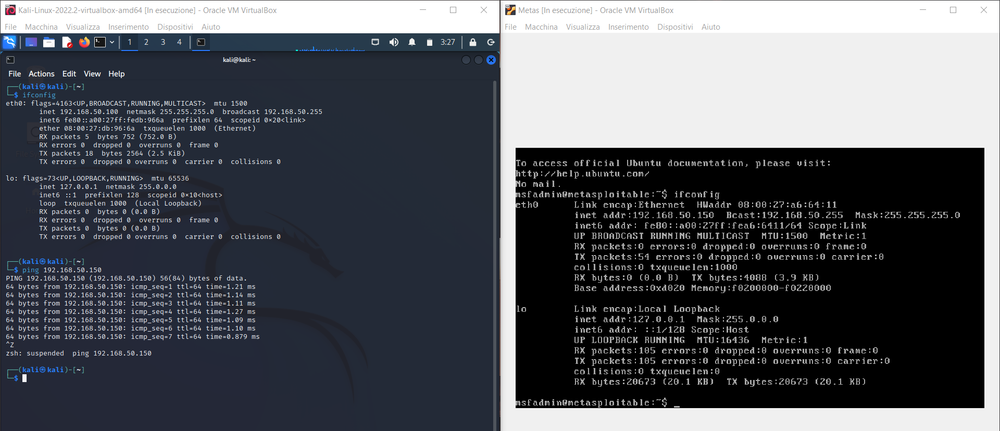 Kali-Linux-2022.2-virtualbox-amd64 [In esecuzione] - Oracle VM VirtualBox
File Macchina Visualizza Inserimento Dispositivi Aiuto
1 2 3 4 3:27
kali@kali: ~
File Actions Edit View Help
┌──(kali㉿kali)-[~]
└─$ ifconfig
eth0: flags=4163<UP,BROADCAST,RUNNING,MULTICAST>  mtu 1500
        inet 192.168.50.100  netmask 255.255.255.0  broadcast 192.168.50.255
        inet6 fe80::a00:27ff:fedb:966a  prefixlen 64  scopeid 0×20<link>
        ether 08:00:27:db:96:6a  txqueuelen 1000  (Ethernet)
        RX packets 5  bytes 752 (752.0 B)
        RX errors 0  dropped 0  overruns 0  frame 0
        TX packets 18  bytes 2564 (2.5 KiB)
        TX errors 0  dropped 0 overruns 0  carrier 0  collisions 0
lo: flags=73<UP,LOOPBACK,RUNNING>  mtu 65536
        inet 127.0.0.1  netmask 255.0.0.0
        inet6 ::1  prefixlen 128  scopeid 0×10<host>
        loop  txqueuelen 1000  (Local Loopback)
        RX packets 0  bytes 0 (0.0 B)
        RX errors 0  dropped 0  overruns 0  frame 0
        TX packets 0  bytes 0 (0.0 B)
        TX errors 0  dropped 0 overruns 0  carrier 0  collisions 0
┌──(kali㉿kali)-[~]
└─$ ping 192.168.50.150
PING 192.168.50.150 (192.168.50.150) 56(84) bytes of data.
64 bytes from 192.168.50.150: icmp_seq=1 ttl=64 time=1.21 ms
64 bytes from 192.168.50.150: icmp_seq=2 ttl=64 time=1.14 ms
64 bytes from 192.168.50.150: icmp_seq=3 ttl=64 time=1.11 ms
64 bytes from 192.168.50.150: icmp_seq=4 ttl=64 time=1.27 ms
64 bytes from 192.168.50.150: icmp_seq=5 ttl=64 time=1.09 ms
64 bytes from 192.168.50.150: icmp_seq=6 ttl=64 time=1.10 ms
64 bytes from 192.168.50.150: icmp_seq=7 ttl=64 time=0.879 ms
^Z
zsh: suspended  ping 192.168.50.150
┌──(kali㉿kali)-[~]
└─$
Metas [In esecuzione] - Oracle VM VirtualBox
File Macchina Visualizza Inserimento Dispositivi Aiuto
To access official Ubuntu documentation, please visit:
http://help.ubuntu.com/
No mail.
msfadmin@metasploitable:~$ ifconfig
eth0      Link encap:Ethernet  HWaddr 08:00:27:a6:64:11
          inet addr:192.168.50.150  Bcast:192.168.50.255  Mask:255.255.255.0
          inet6 addr: fe80::a00:27ff:fea6:6411/64 Scope:Link
          UP BROADCAST RUNNING MULTICAST  MTU:1500  Metric:1
          RX packets:0 errors:0 dropped:0 overruns:0 frame:0
          TX packets:54 errors:0 dropped:0 overruns:0 carrier:0
          collisions:0 txqueuelen:1000
          RX bytes:0 (0.0 B)  TX bytes:4088 (3.9 KB)
          Base address:0xd020 Memory:f0200000-f0220000
lo        Link encap:Local Loopback
          inet addr:127.0.0.1  Mask:255.0.0.0
          inet6 addr: ::1/128 Scope:Host
          UP LOOPBACK RUNNING  MTU:16436  Metric:1
          RX packets:105 errors:0 dropped:0 overruns:0 frame:0
          TX packets:105 errors:0 dropped:0 overruns:0 carrier:0
          collisions:0 txqueuelen:0
          RX bytes:20673 (20.1 KB)  TX bytes:20673 (20.1 KB)
msfadmin@metasploitable:~$ _